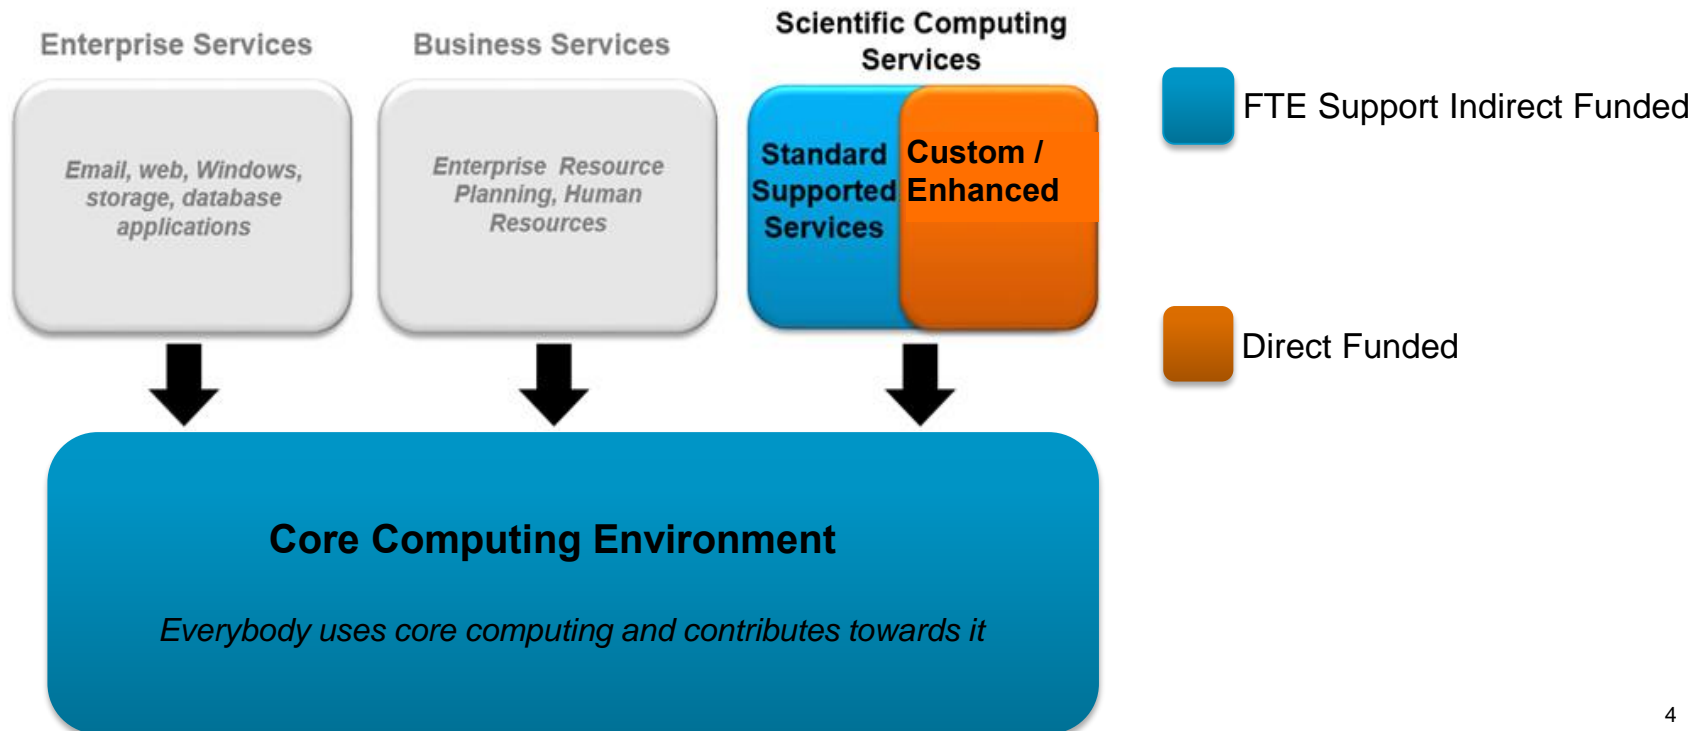 Enterprise Services
Business Services
Scientific Computing
Services
Email, web, Windows,
storage, database
applications
Enterprise Resource
Planning, Human
Resources
Standard
Supported
Services
Custom /
Enhanced
FTE Support Indirect Funded
Direct Funded
Core Computing Environment
Everybody uses core computing and contributes towards it
4